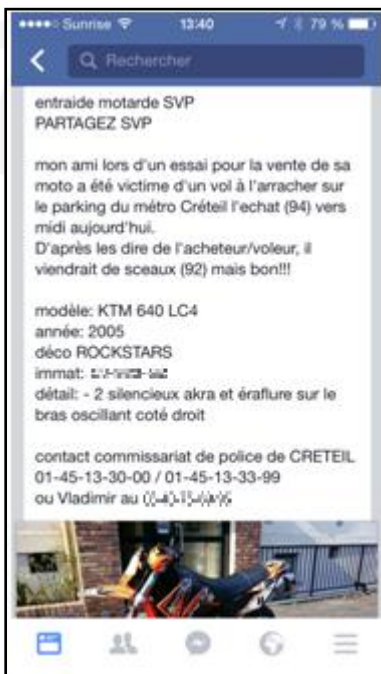 Sunrise 13:40 79 %
Rechercher
entraide motarde SVP
PARTAGEZ SVP
mon ami lors d'un essai pour la vente de sa
moto a été victime d'un vol à l'arracher sur
le parking du métro Créteil l'echat (94) vers
midi aujourd'hui.
D'après les dire de l'acheteur/voleur, il
viendrait de sceaux (92) mais bon!!!
modèle: KTM 640 LC4
année: 2005
déco ROCKSTARS
immat:
détail: - 2 silencieux akra et éraflure sur le
bras oscillant coté droit
contact commissariat de police de CRETEIL
01-45-13-30-00 / 01-45-13-33-99
ou Vladimir au